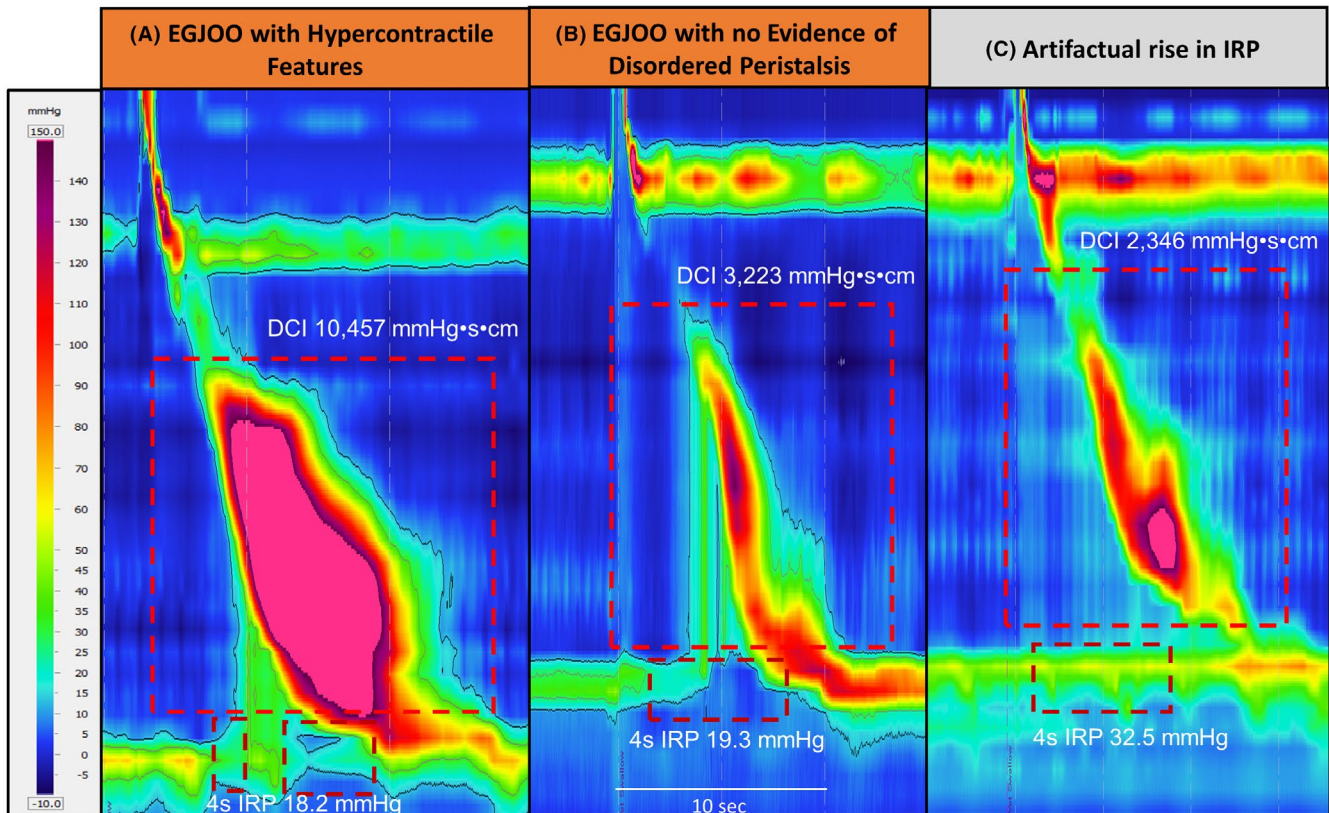 (A) EGJOO with Hypercontractile
Features
(B) EGJOO with no Evidence of
Disordered Peristalsis
(C) Artifactual rise in IRP
mmHg
150.0
140
130
120
110
100
90
80
70
60
50
45
40
35
30
25
20
15
10
5
0
-5
-10.0
DCI 10,457 mmHg•s•cm
4s IRP 18.2 mmHg
DCI 3,223 mmHg•s•cm
4s IRP 19.3 mmHg
10 sec
DCI 2,346 mmHg•s•cm
4s IRP 32.5 mmHg